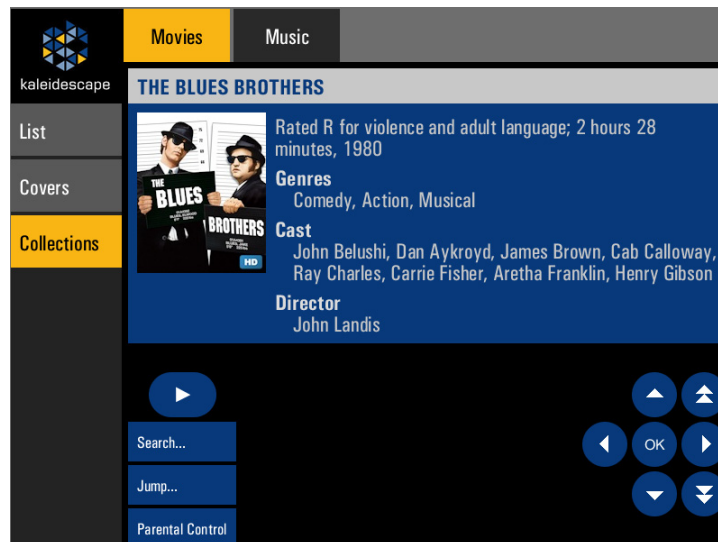 Movies
Music
kaleidescape
THE BLUES BROTHERS
List
Covers
Collections
THE
BLUES
BROTHERS
HD
Rated R for violence and adult language; 2 hours 28
minutes, 1980
Genres
Comedy, Action, Musical
Cast
John Belushi, Dan Aykroyd, James Brown, Cab Calloway,
Ray Charles, Carrie Fisher, Aretha Franklin, Henry Gibson
Director
John Landis
Search...
Jump...
Parental Control
OK